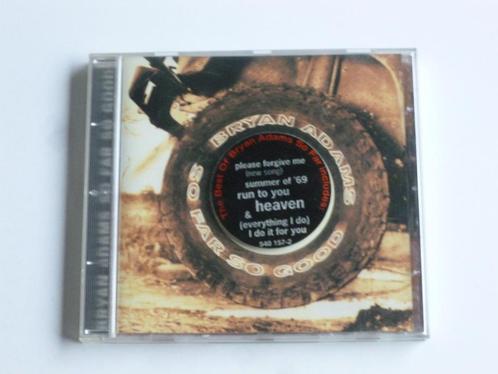 BRYAN ADAMS SO FAR SO GOOD
BRYAN ADAMS
SO FAR SO GOOD
The Best Of Bryan Adams So Far Includes:
please forgive me
(new song)
summer of '69
run to you
heaven
&
(everything I do)
I do it for you
540 157-2